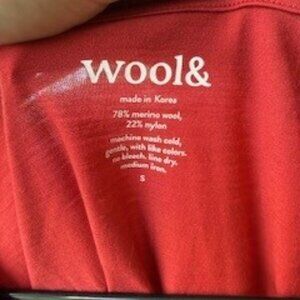 wool&
made in Korea
78% merino wool,
22% nylon
machine wash cold,
gentle, with like colors.
no bleach. line dry.
medium iron.
S